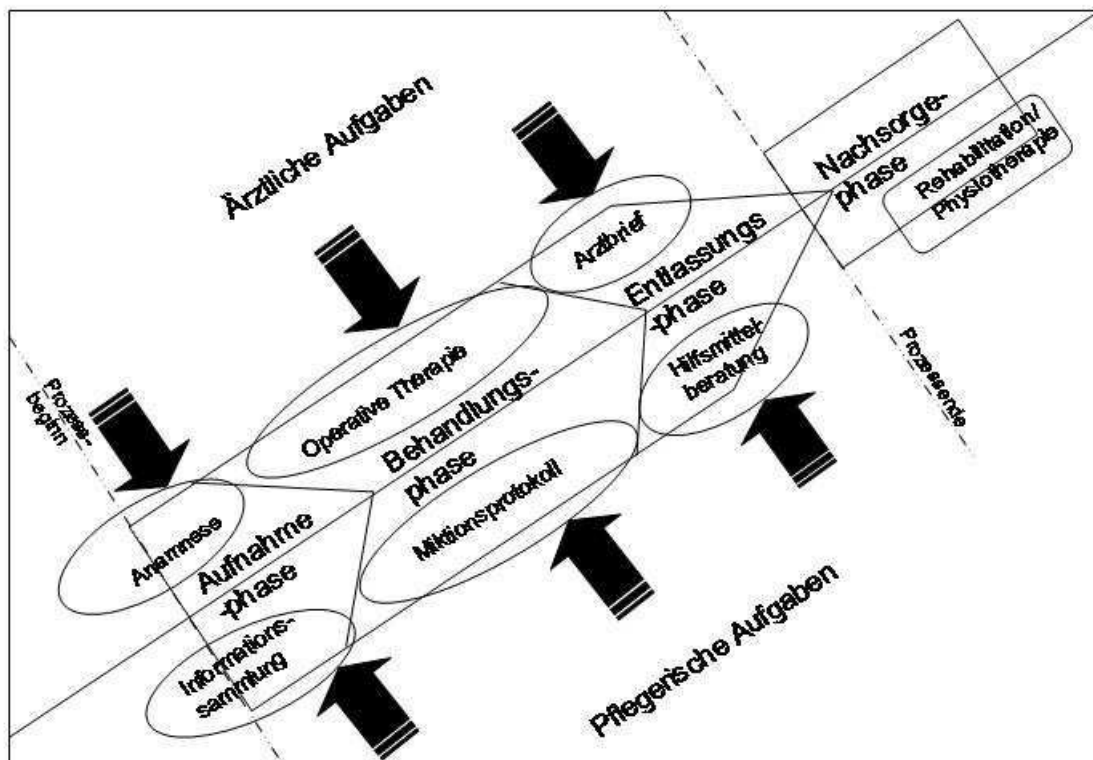 Ärztliche Aufgaben
Nachsorge-
phase
Rehabilitation/
Physiotherapie
Arztbrief
Entlassungs
-phase
Hilfsmittel-
beratung
Prozessende
Operative Therapie
Behandlungs-
phase
Miktionsprotokoll
Prozess-
beginn
Anamnese
Aufnahme
-phase
Informations-
sammlung
Pflegerische Aufgaben